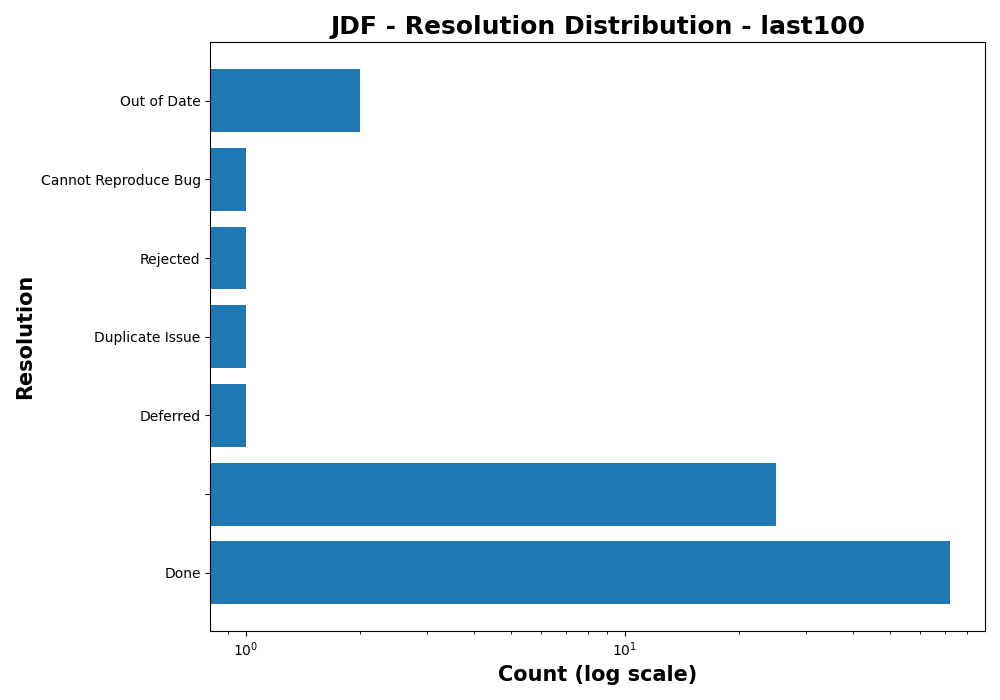 JDF - Resolution Distribution - last100
Out of Date
Cannot Reproduce Bug
Rejected
Duplicate Issue
Deferred
Done
Resolution
10⁰
10¹
Count (log scale)